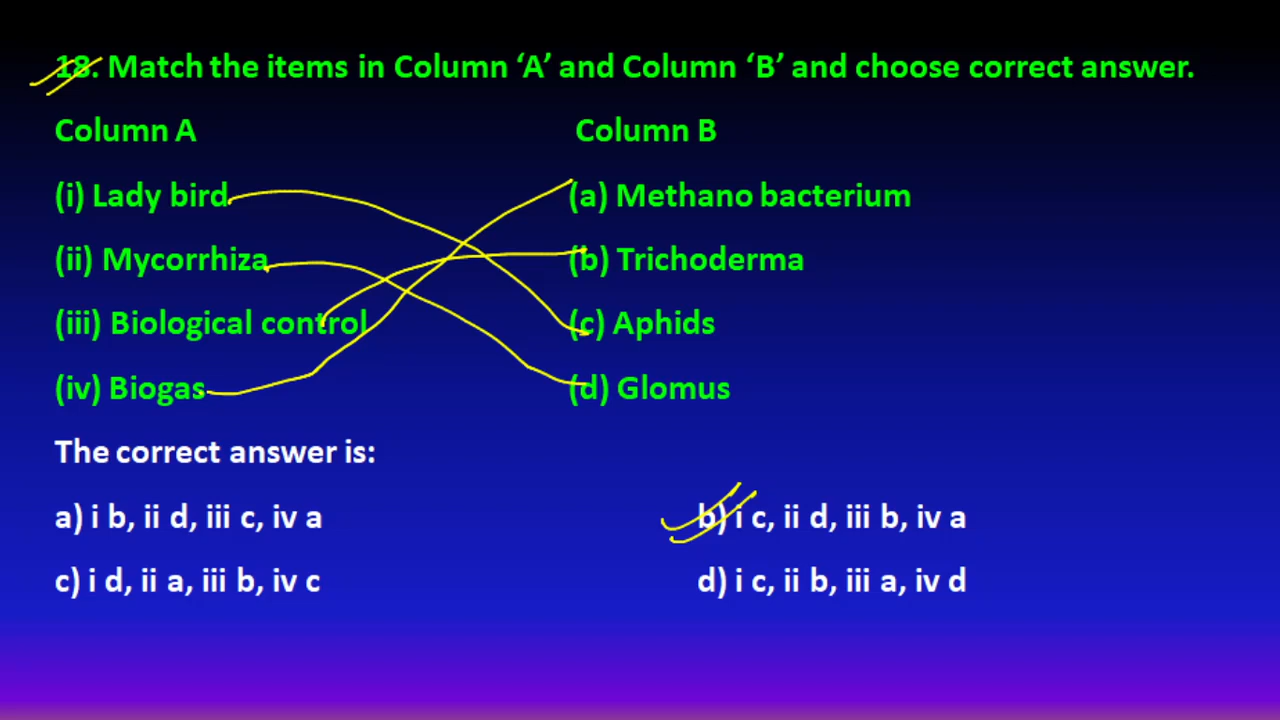 18. Match the items in Column ‘A’ and Column ‘B’ and choose correct answer.
Column A Column B
(i) Lady bird (a) Methano bacterium
(ii) Mycorrhiza (b) Trichoderma
(iii) Biological control (c) Aphids
(iv) Biogas (d) Glomus
The correct answer is:
a) i b, ii d, iii c, iv a b) i c, ii d, iii b, iv a
c) i d, ii a, iii b, iv c d) i c, ii b, iii a, iv d